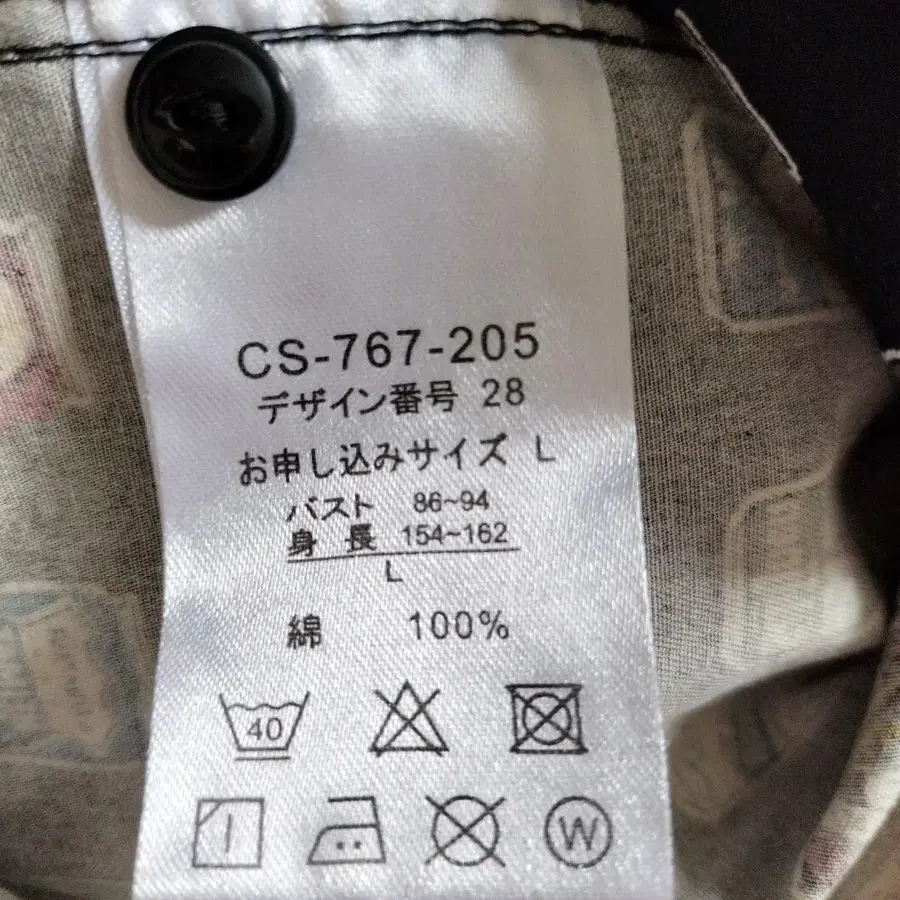 CS-767-205
デザイン番号 28
お申し込みサイズ L
バスト 86~94
身長 154~162
L
綿 100%
40
W